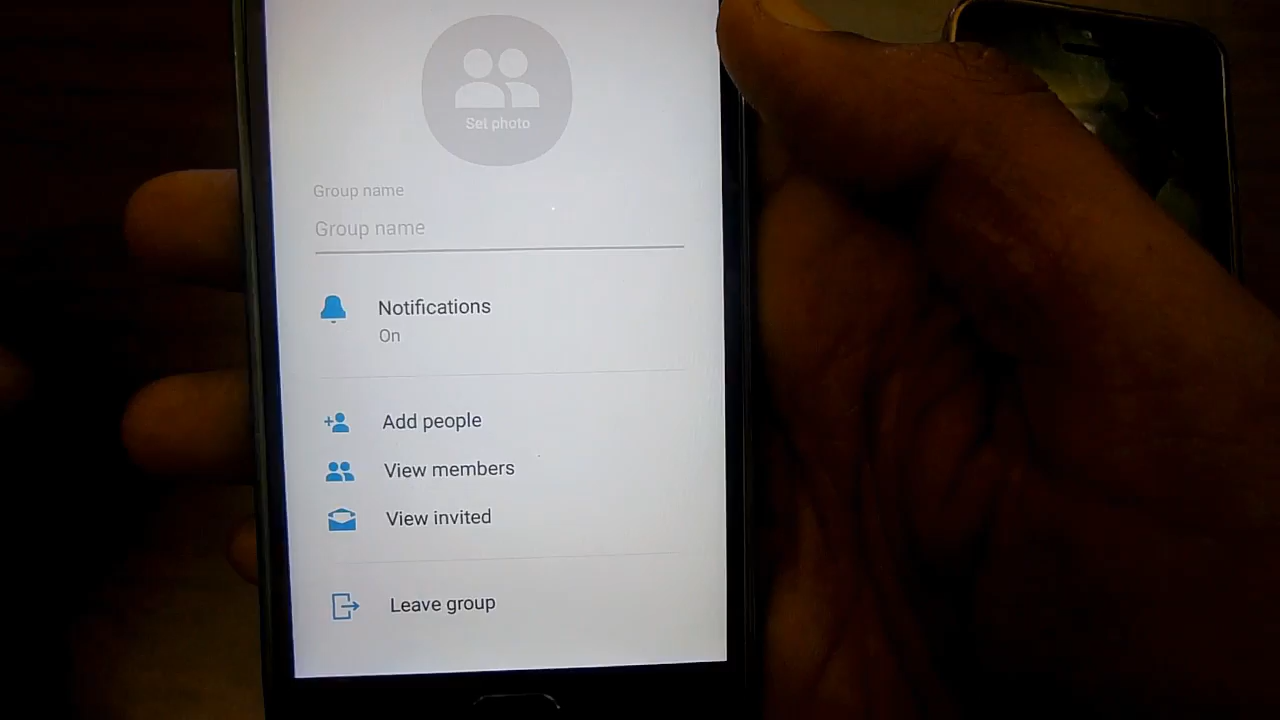 Set photo
Group name
Group name
Notifications
On
Add people
View members
View invited
Leave group